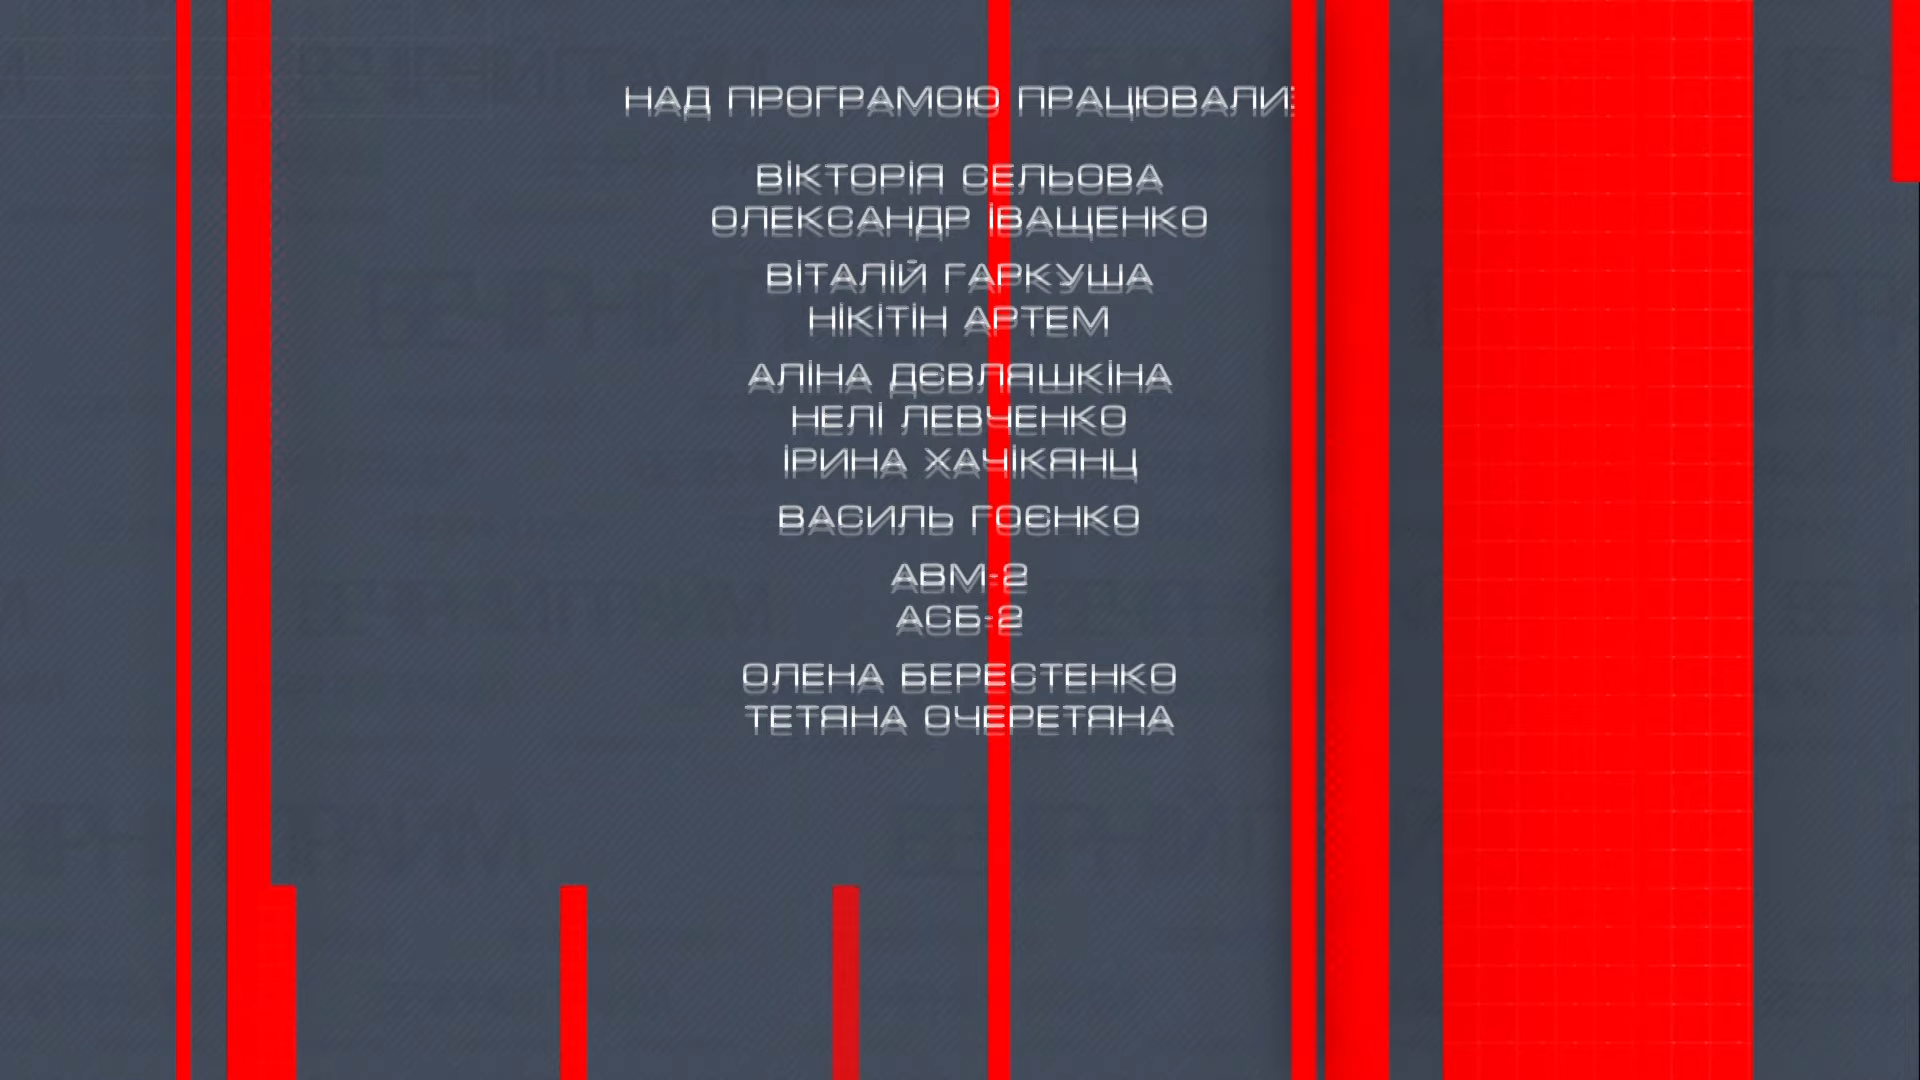 НАД ПРОГРАМОЮ ПРАЦЮВАЛИ:
ВІКТОРІЯ СЕЛЬОВА
ОЛЕКСАНДР ІВАЩЕНКО
ВІТАЛІЙ ГАРКУША
НІКІТІН АРТЕМ
АЛІНА ДЄВЛЯШКІНА
НЕЛІ ЛЕВЧЕНКО
ІРИНА ХАЧІКЯНЦ
ВАСИЛЬ ГОЄНКО
АВМ-2
АСБ-2
ОЛЕНА БЕРЕСТЕНКО
ТЕТЯНА ОЧЕРЕТЯНА